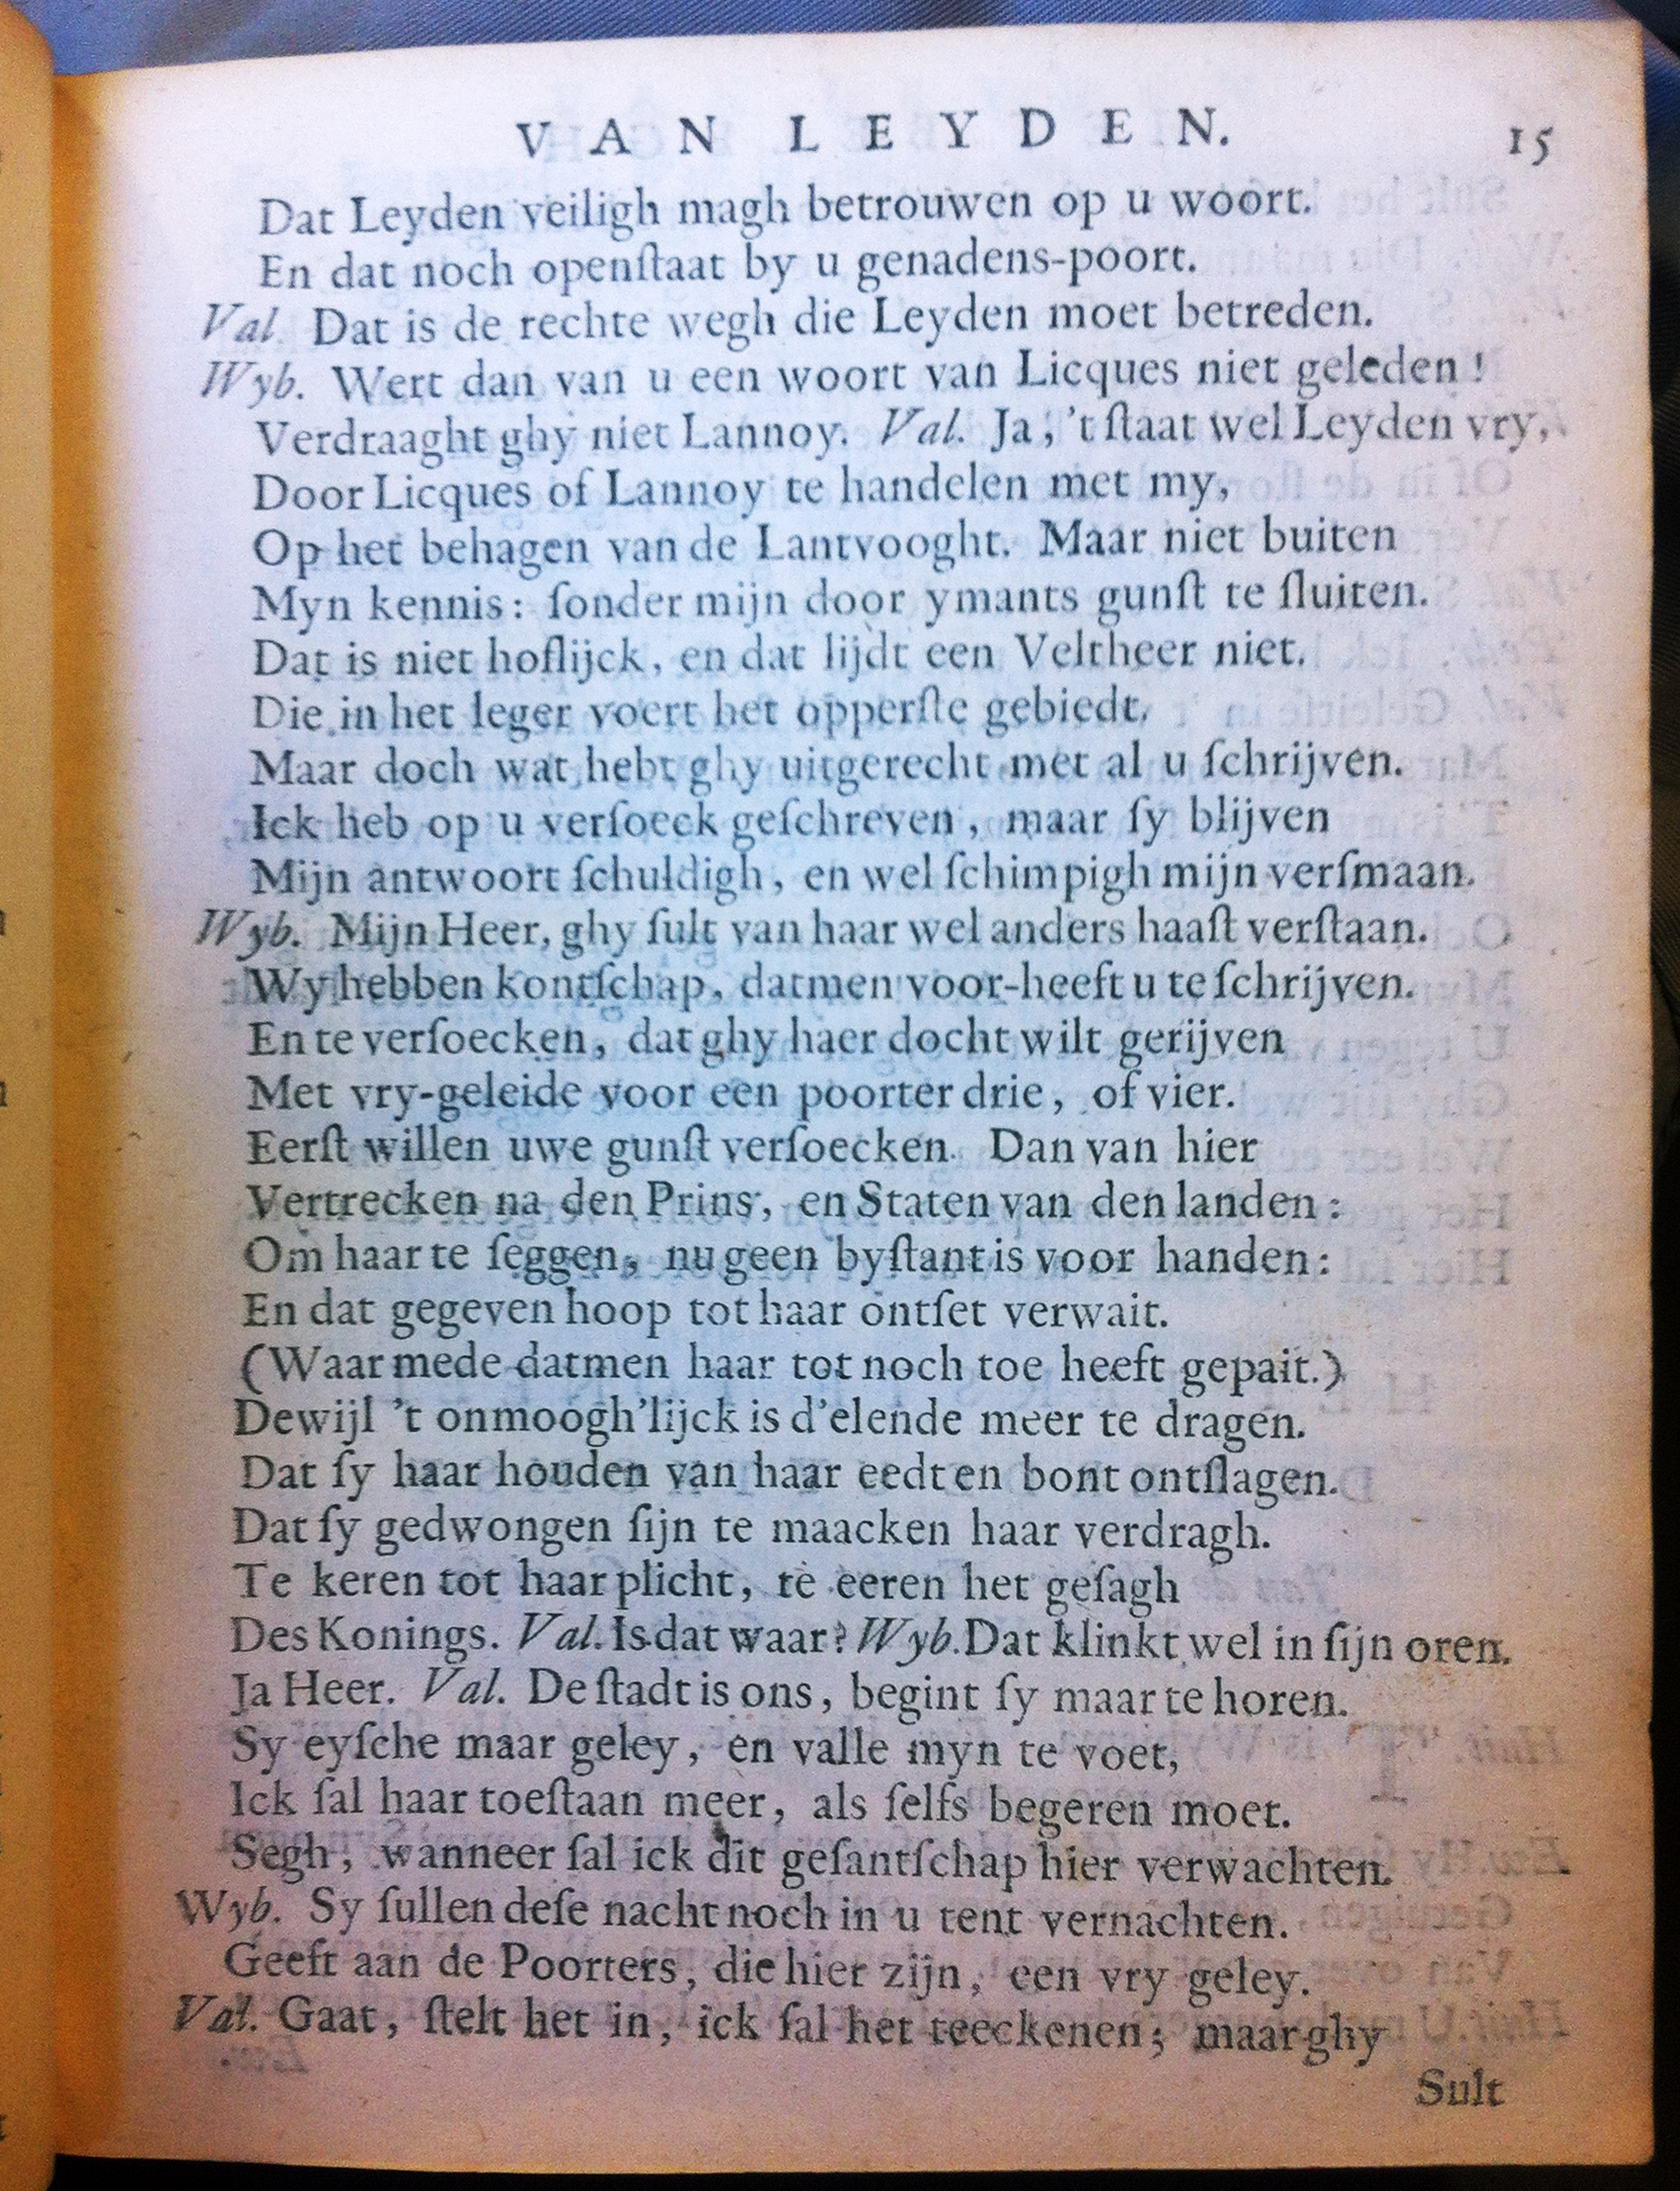 VAN LEYDEN. 15
Dat Leyden veiligh magh betrouwen op u woort.
En dat noch openſtaat by u genadens-poort.
Val. Dat is de rechte wegh die Leyden moet betreden.
Wyb. Wert dan van u een woort van Licques niet geleden!
Verdraaght ghy niet Lannoy. Val. Ja, 't ſtaat wel Leyden vry,
Door Licques of Lannoy te handelen met my,
Op het behagen van de Lantvooght. Maar niet buiten
Myn kennis: ſonder mijn door ymants gunſt te ſluiten.
Dat is niet hoflijck, en dat lijdt een Veltheer niet.
Die in het leger voert het opperſte gebiedt.
Maar doch wat hebt ghy uitgerecht met al u ſchrijven.
Ick heb op u verſoeck geſchreven, maar ſy blijven
Mijn antwoort ſchuldigh, en wel ſchimpigh mijn verſmaan.
Wyb. Mijn Heer, ghy ſult van haar wel anders haaſt verſtaan.
Wy hebben kontſchap, datmen voor-heeft u te ſchrijven.
En te verſoecken, dat ghy haer docht wilt gerijven
Met vry-geleide voor een poorter drie, of vier.
Eerſt willen uwe gunſt verſoecken. Dan van hier
Vertrecken na den Prins, en Staten van den landen:
Om haar te ſeggen, nu geen byſtant is voor handen:
En dat gegeven hoop tot haar ontſet verwait.
(Waar mede datmen haar tot noch toe heeft gepait.)
Dewijl 't onmoogh'lijck is d'elende meer te dragen.
Dat ſy haar houden van haar eedt en bont ontſlagen.
Dat ſy gedwongen ſijn te maacken haar verdragh.
Te keren tot haar plicht, te eeren het geſagh
Des Konings. Val. Is dat waar? Wyb. Dat klinkt wel in ſijn oren.
Ja Heer. Val. De ſtadt is ons, begint ſy maar te horen.
Sy eyſche maar geley, en valle myn te voet,
Ick ſal haar toeſtaan meer, als ſelfs begeren moet.
Segh, wanneer ſal ick dit geſantſchap hier verwachten.
Wyb. Sy ſullen deſe nacht noch in u tent vernachten.
Geeft aan de Poorters, die hier zijn, een vry geley.
Val. Gaat, ſtelt het in, ick ſal het teeckenen; maar ghy
Sult